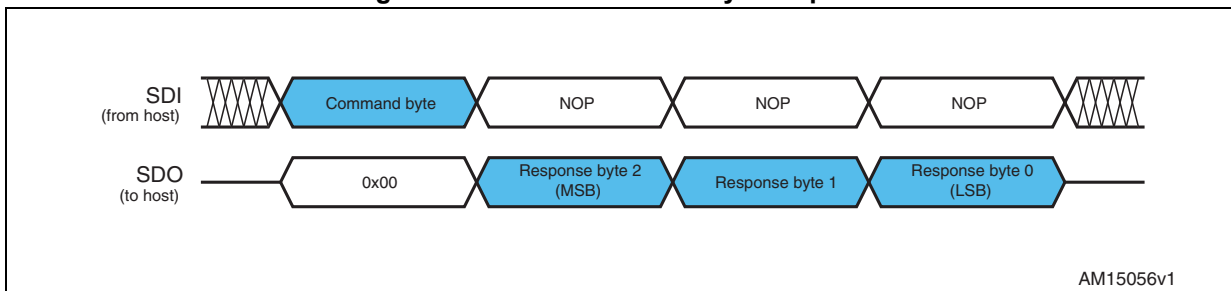 SDI
(from host)
Command byte
NOP
NOP
NOP
SDO
(to host)
0x00
Response byte 2
(MSB)
Response byte 1
Response byte 0
(LSB)
AM15056v1